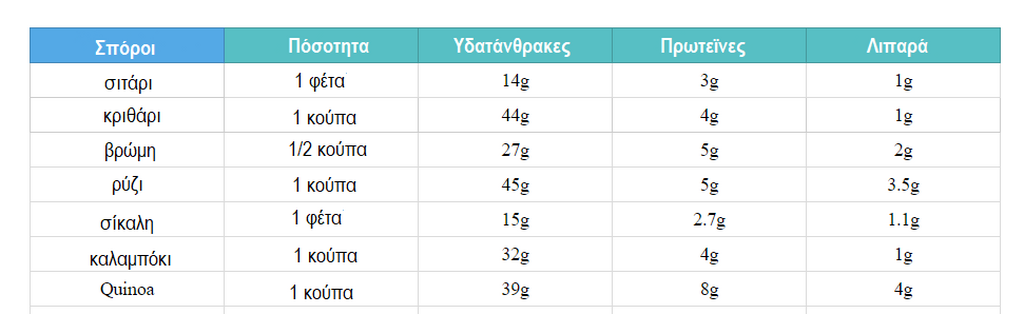 Σπόροι Πόσοτητα Υδατάνθρακες Πρωτεΐνες Λιπαρά
σιτάρι 1 φέτα 14g 3g 1g
κριθάρι 1 κούπα 44g 4g 1g
βρώμη 1/2 κούπα 27g 5g 2g
ρύζι 1 κούπα 45g 5g 3.5g
σίκαλη 1 φέτα 15g 2.7g 1.1g
καλαμπόκι 1 κούπα 32g 4g 1g
Quinoa 1 κούπα 39g 8g 4g